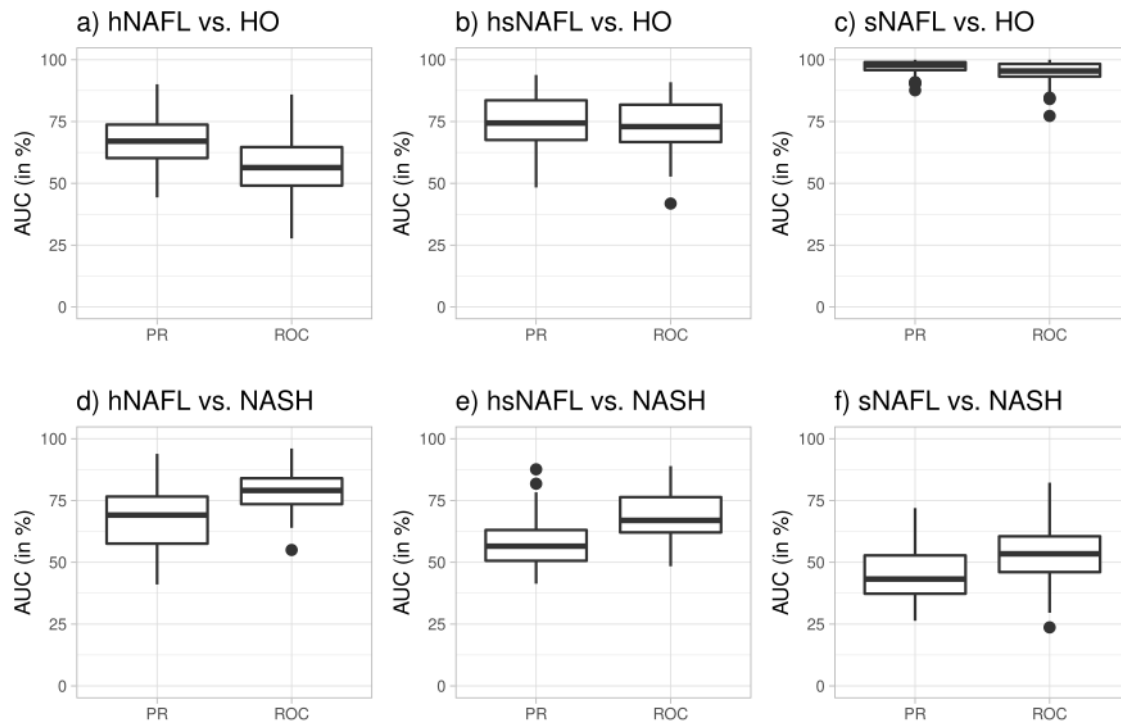 a) hNAFL vs. HO
b) hsNAFL vs. HO
c) sNAFL vs. HO
AUC (in %)
100
75
50
25
0
PR
ROC
AUC (in %)
100
75
50
25
0
PR
ROC
AUC (in %)
100
75
50
25
0
PR
ROC
d) hNAFL vs. NASH
e) hsNAFL vs. NASH
f) sNAFL vs. NASH
AUC (in %)
100
75
50
25
0
PR
ROC
AUC (in %)
100
75
50
25
0
PR
ROC
AUC (in %)
100
75
50
25
0
PR
ROC